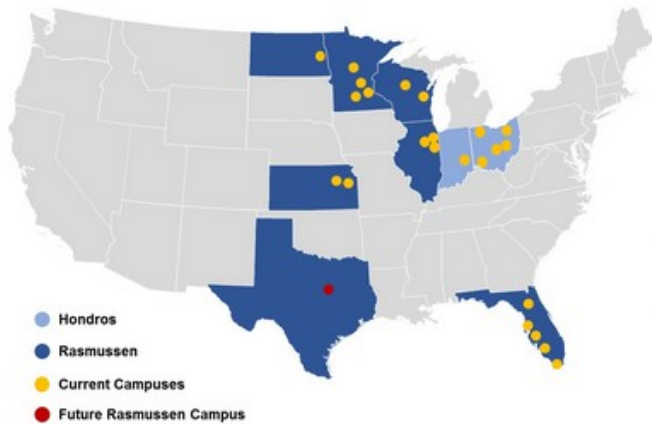 Hondros
Rasmussen
Current Campuses
Future Rasmussen Campus